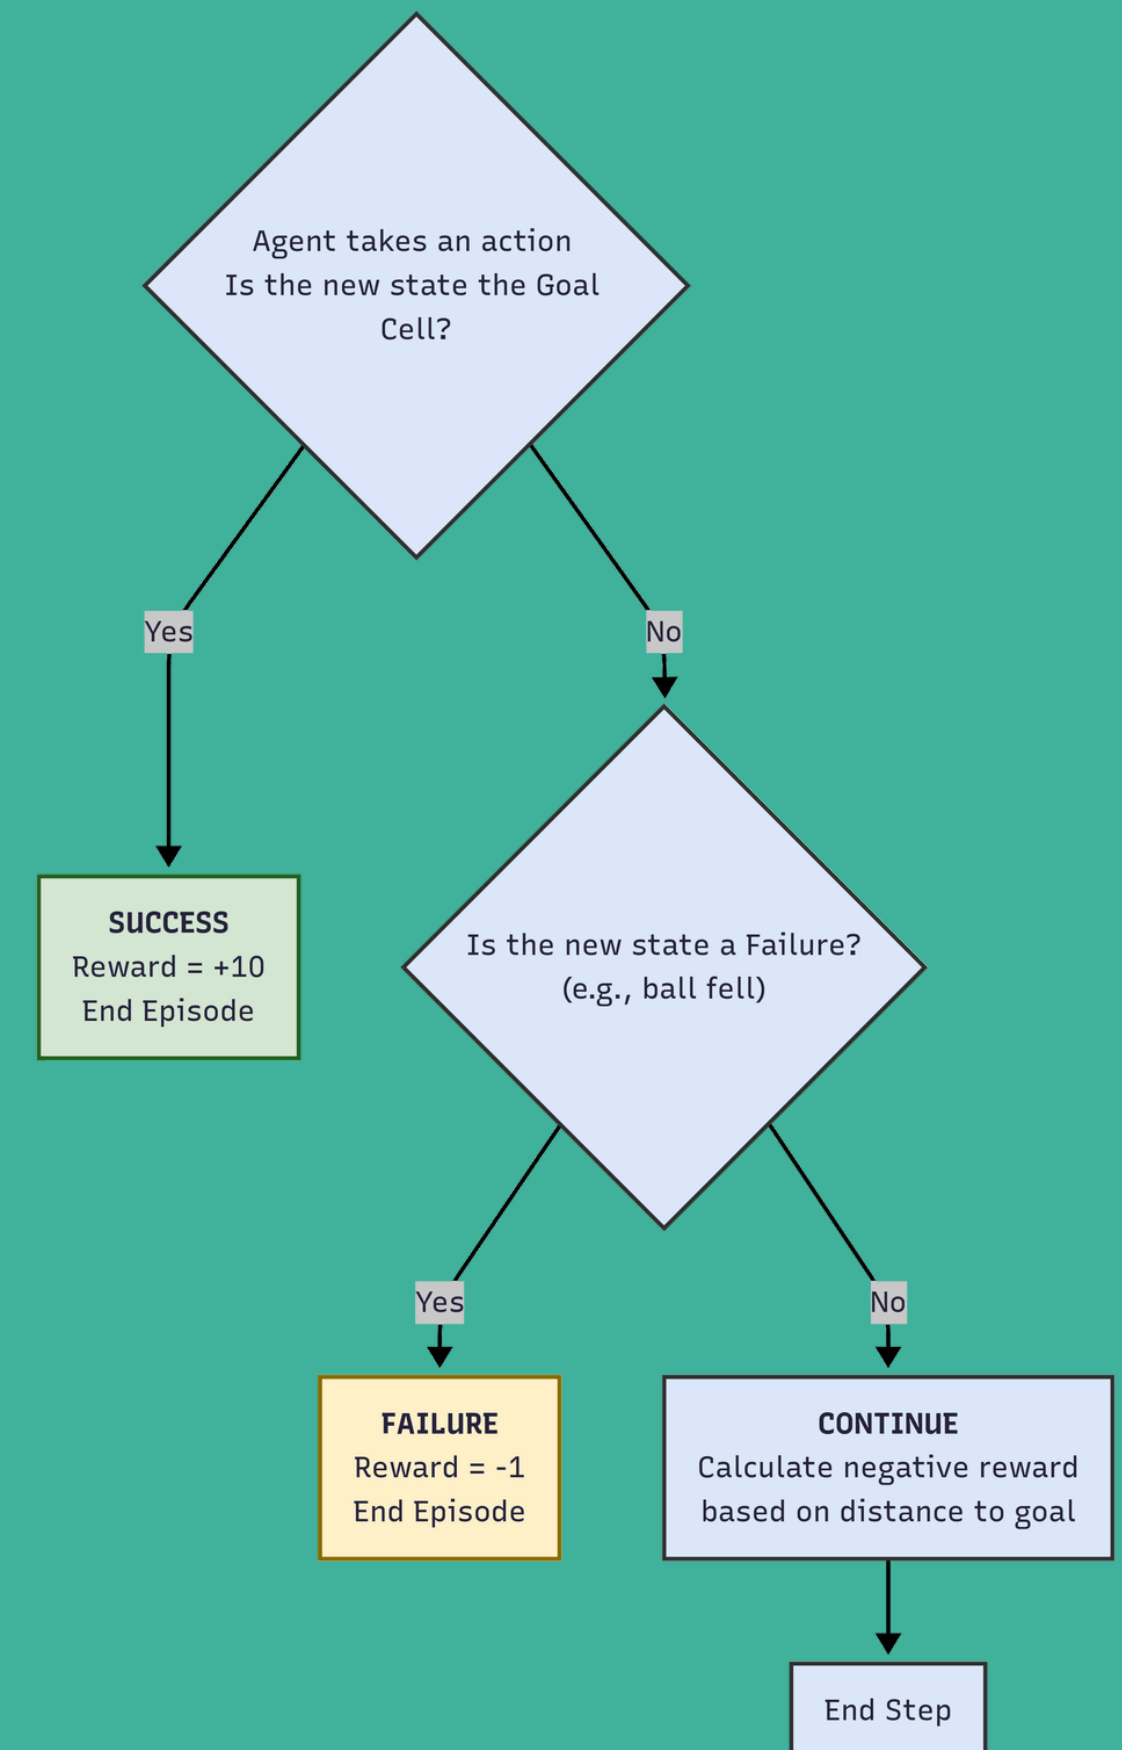 Agent takes an action
Is the new state the Goal
Cell?
Yes
No
SUCCESS
Reward = +10
End Episode
Is the new state a Failure?
(e.g., ball fell)
Yes
No
FAILURE
Reward = -1
End Episode
CONTINUE
Calculate negative reward
based on distance to goal
End Step